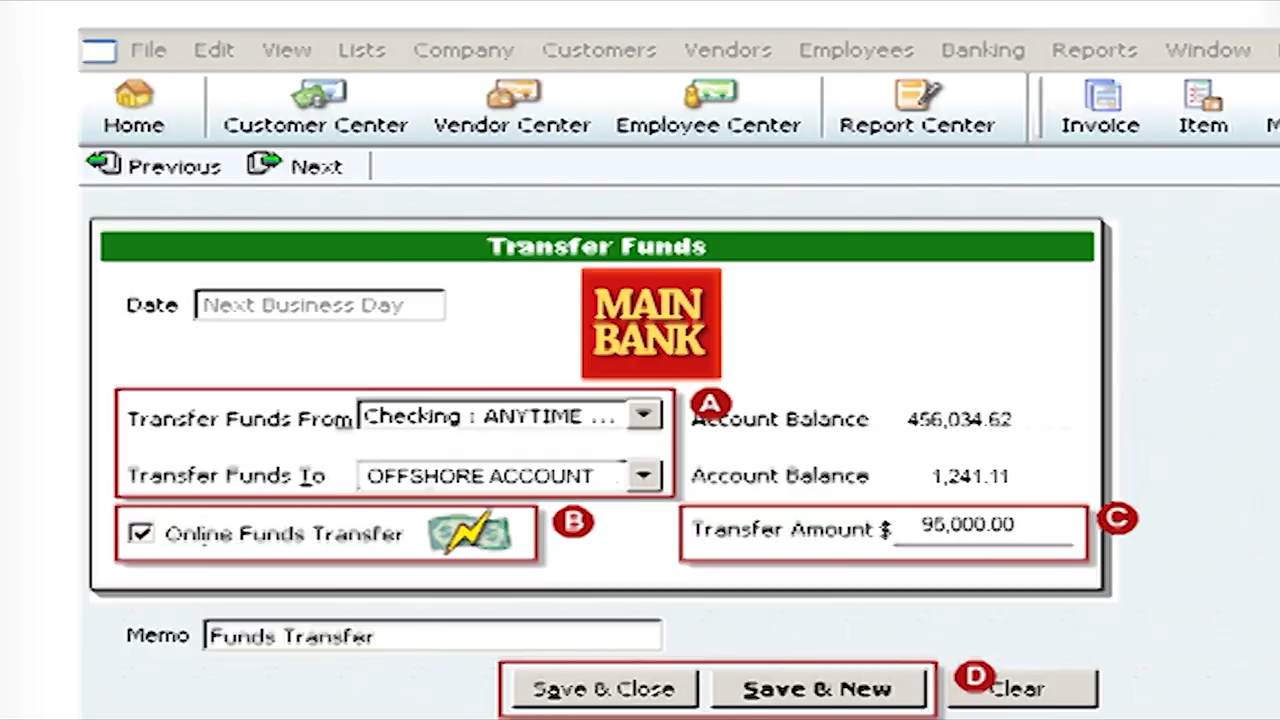 File Edit View Lists Company Customers Vendors Employees Banking Reports Window
Home Customer Center Vendor Center Employee Center Report Center Invoice Item
Previous Next
Transfer Funds
Date Next Business Day
MAIN
BANK
Transfer Funds From Checking : ANYTIME ... A Account Balance 456,034.62
Transfer Funds To OFFSHORE ACCOUNT Account Balance 1,241.11
Online Funds Transfer B Transfer Amount $ 95,000.00 C
Memo Funds Transfer
Save & Close Save & New D Clear